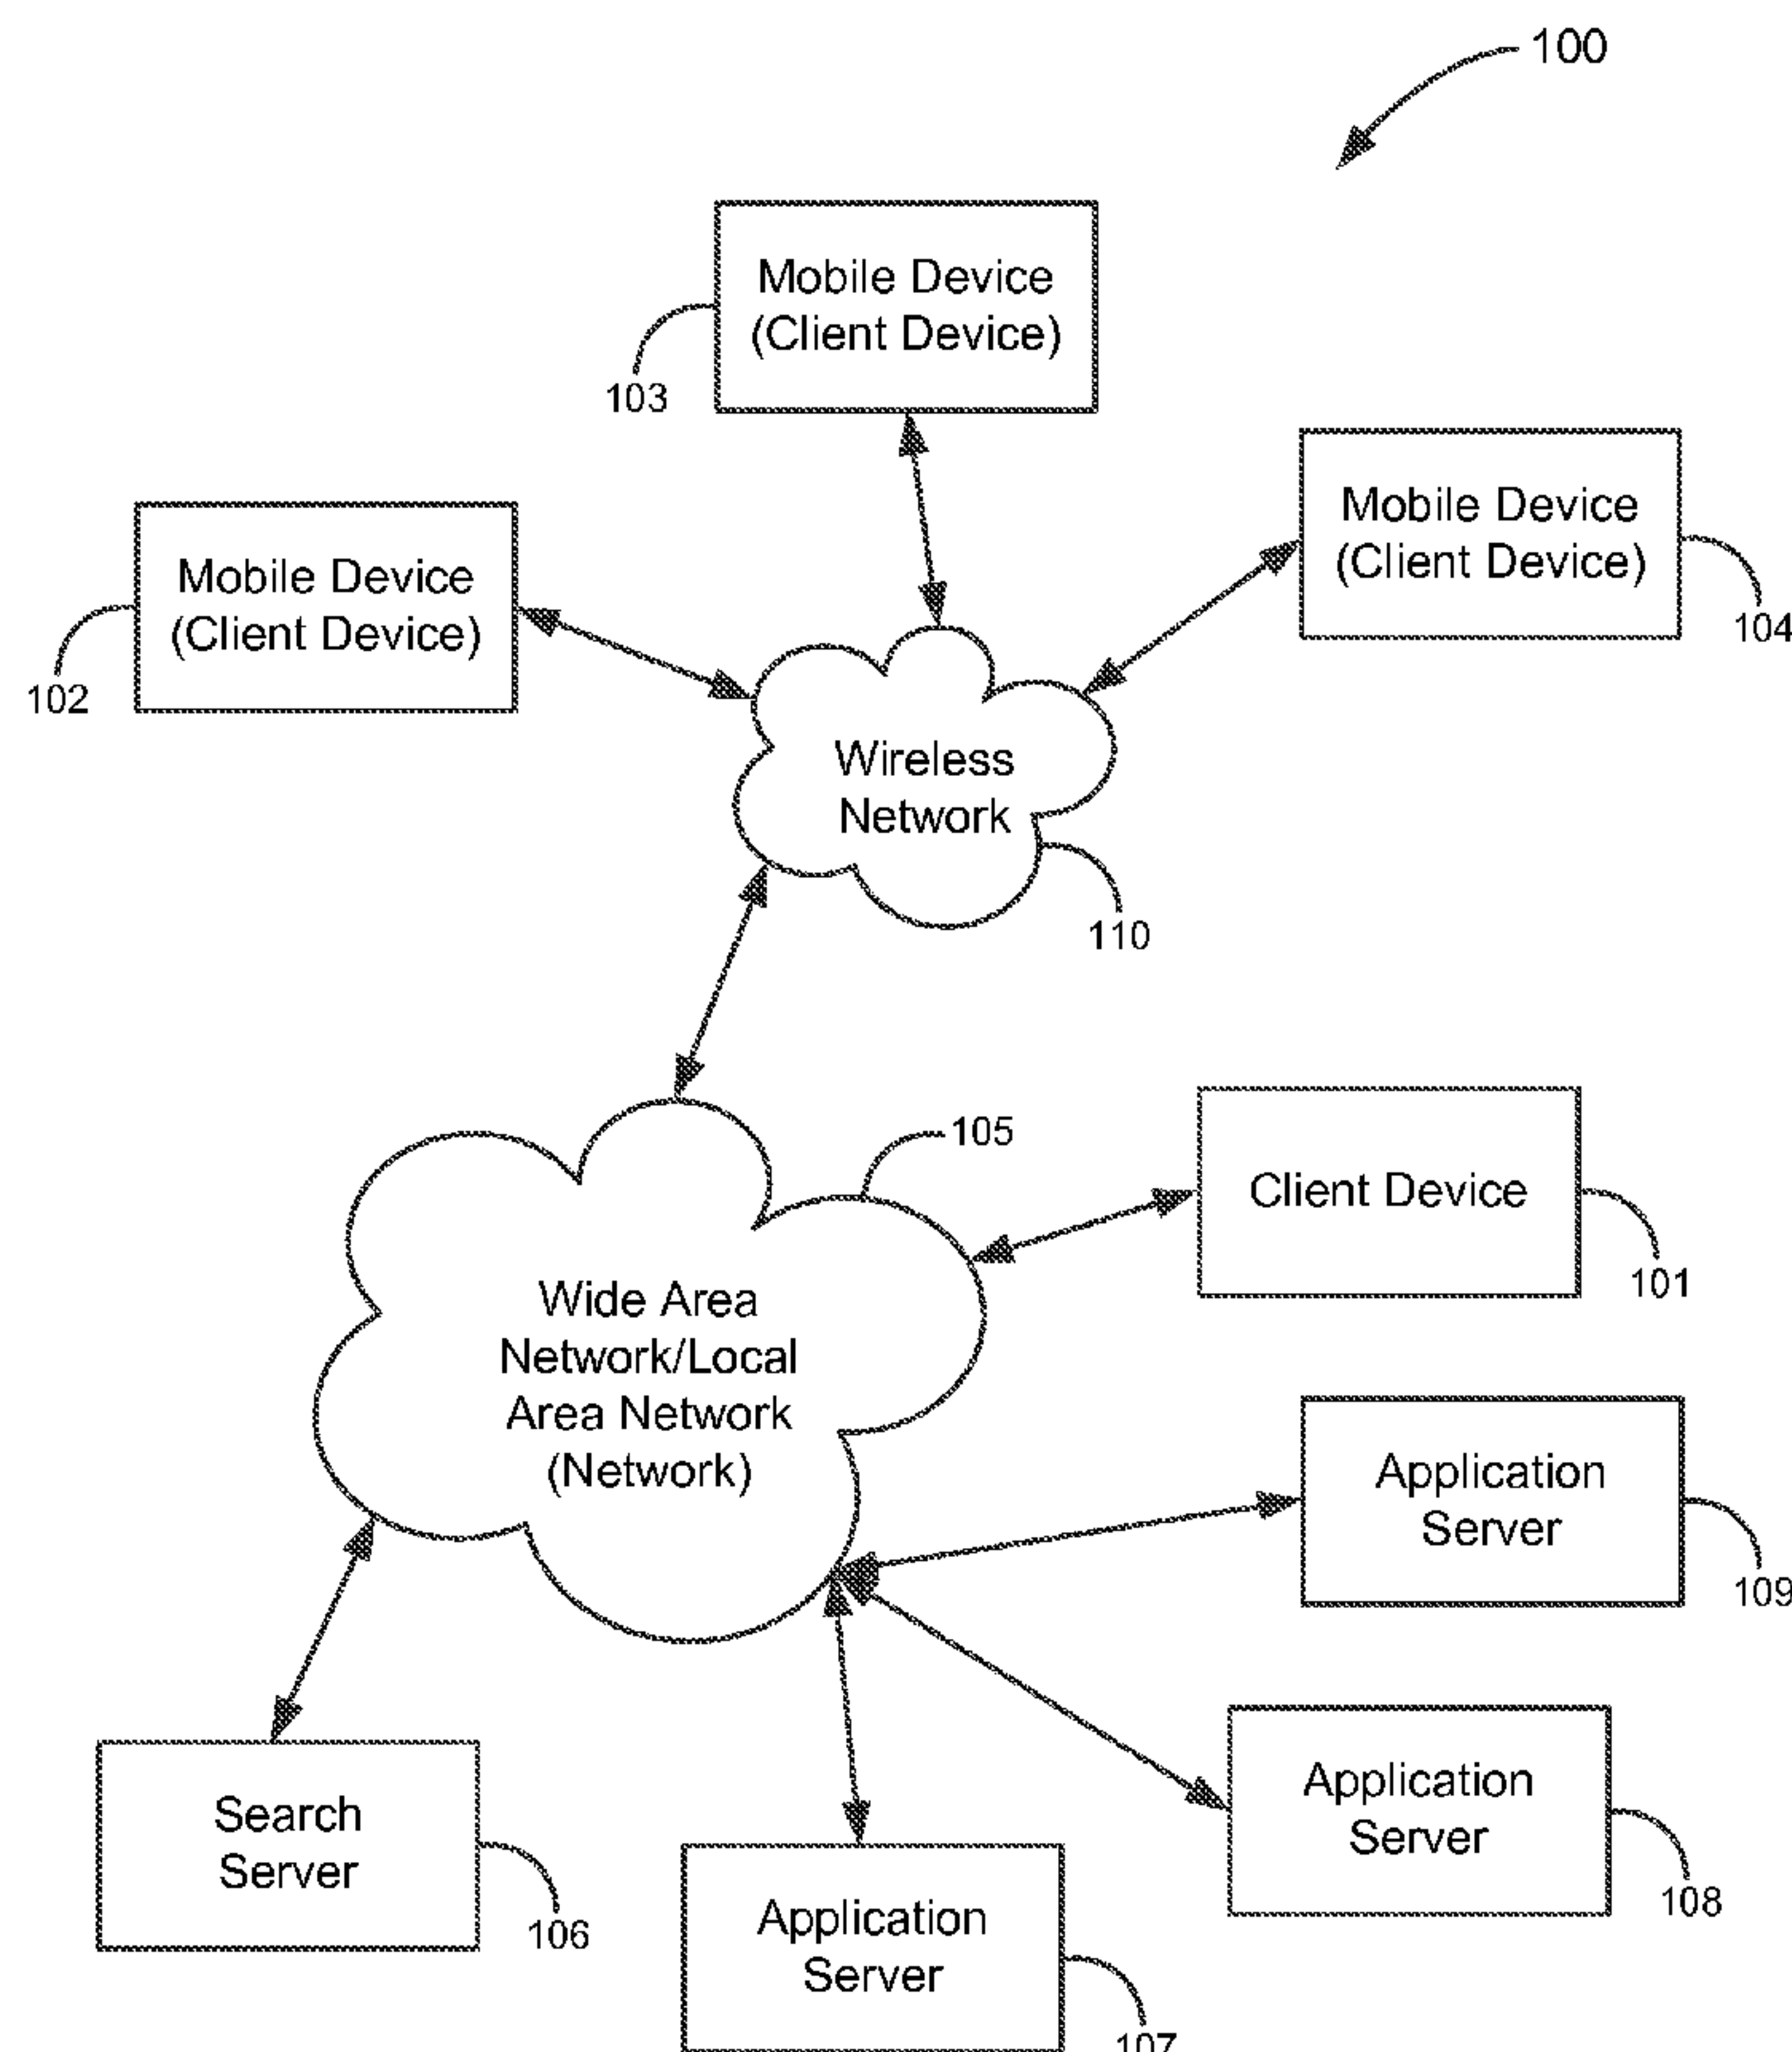 100
Mobile Device
(Client Device)
103
Mobile Device
(Client Device)
104
Mobile Device
(Client Device)
102
Wireless
Network
110
105
Client Device
101
Wide Area
Network/Local
Area Network
(Network)
Application
Server
109
Application
Server
108
Search
Server
106
Application
Server
107